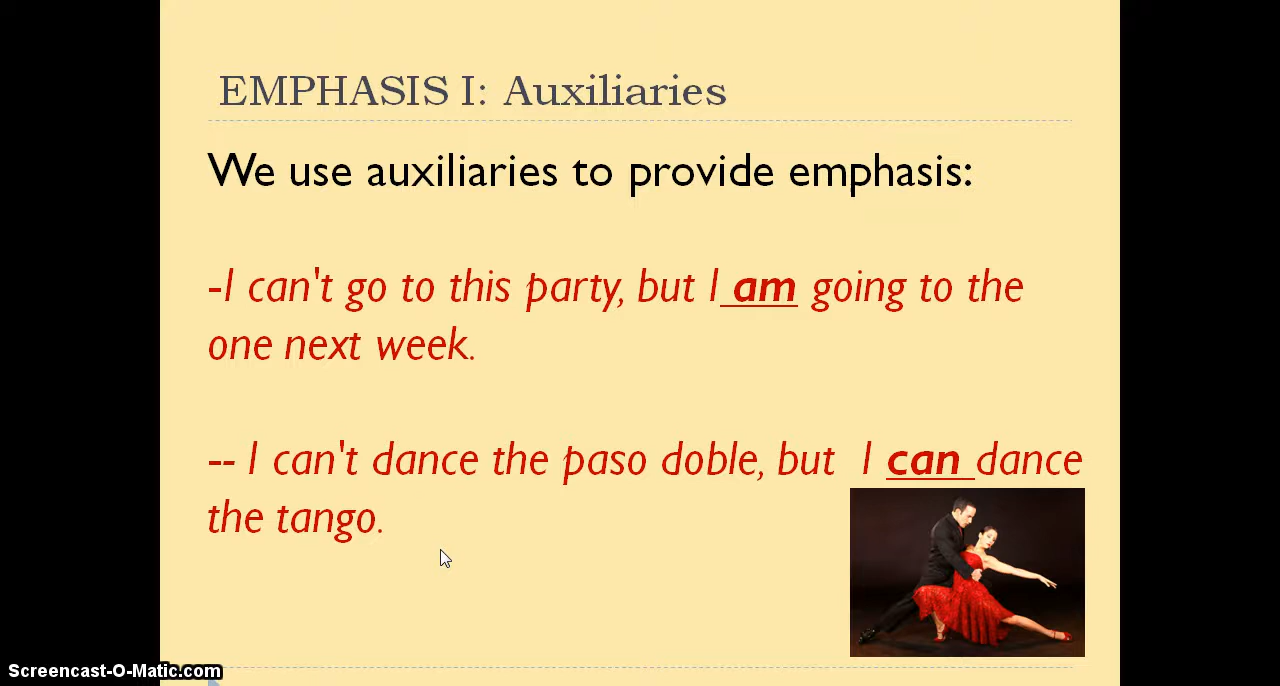 EMPHASIS I: Auxiliaries
We use auxiliaries to provide emphasis:
-I can't go to this party, but I am going to the
one next week.
-- I can't dance the paso doble, but  I can dance
the tango.
Screencast-O-Matic.com